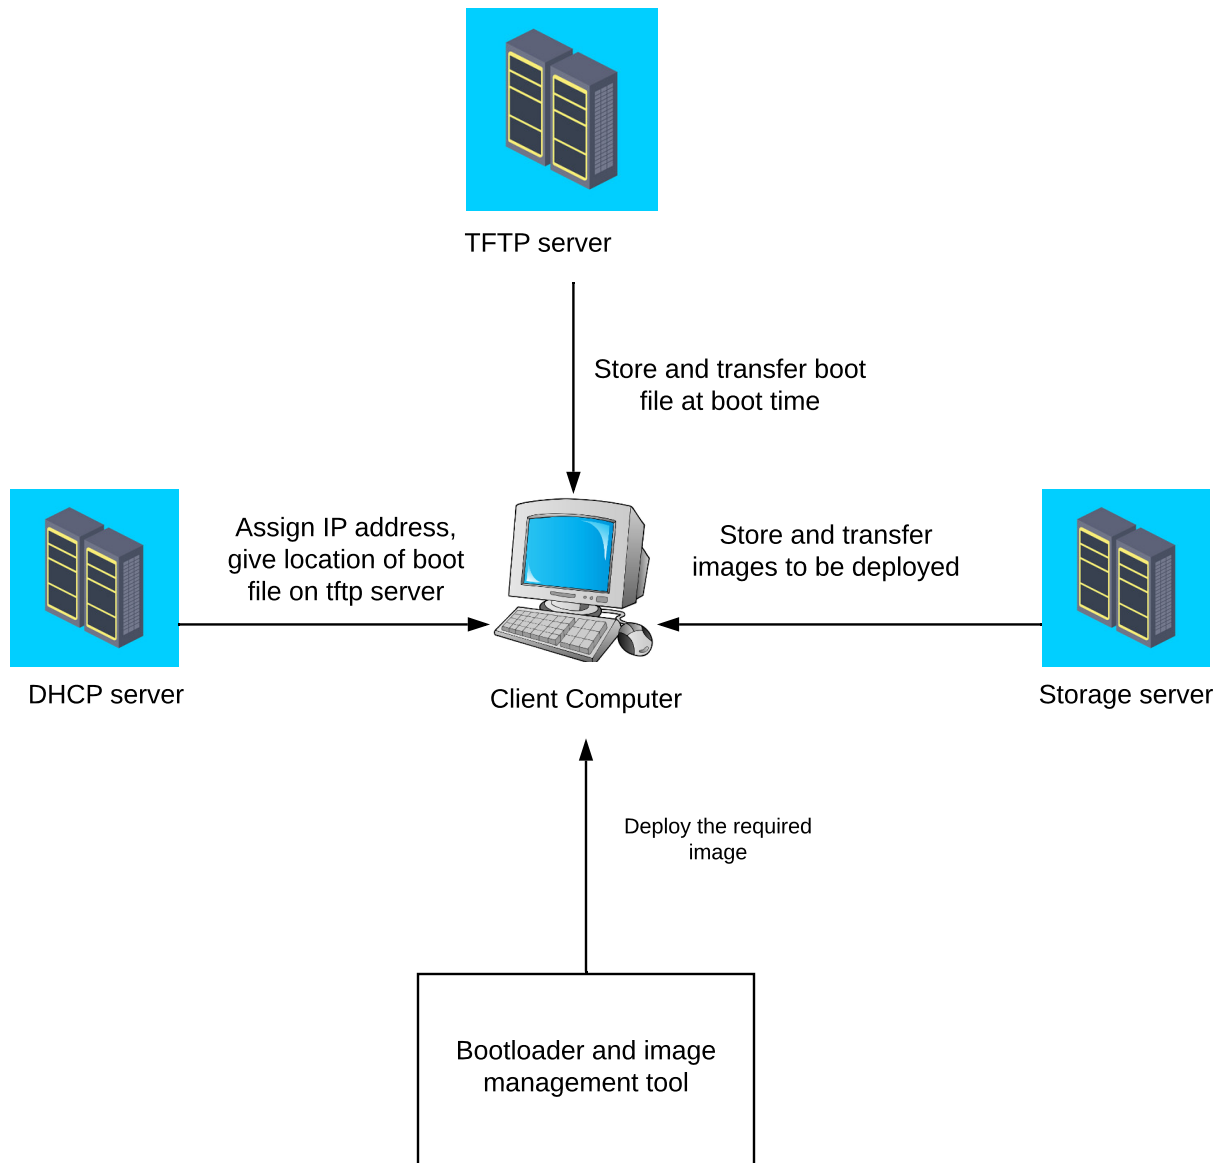 TFTP server
Store and transfer boot
file at boot time
Assign IP address,
give location of boot
file on tftp server
Store and transfer
images to be deployed
DHCP server
Client Computer
Storage server
Deploy the required
image
Bootloader and image
management tool